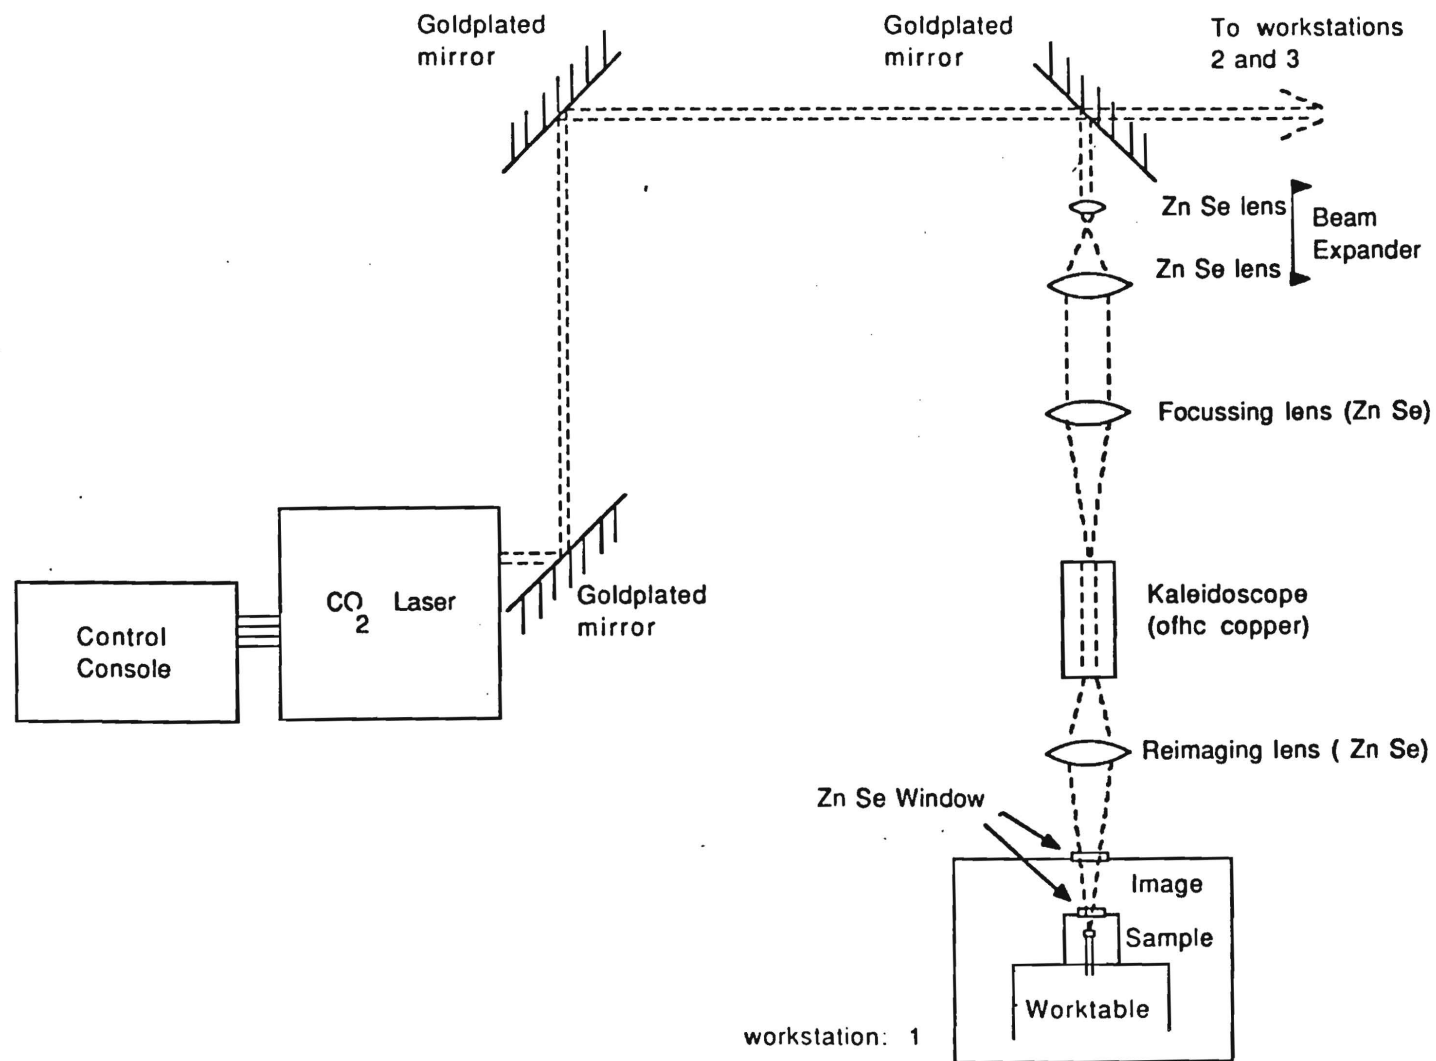 Goldplated
mirror
Goldplated
mirror
To workstations
2 and 3
Zn Se lens
Beam
Expander
Zn Se lens
Focussing lens (Zn Se)
CO2 Laser
Goldplated
mirror
Control
Console
Kaleidoscope
(ofhc copper)
Reimaging lens ( Zn Se)
Zn Se Window
Image
Sample
Worktable
workstation: 1